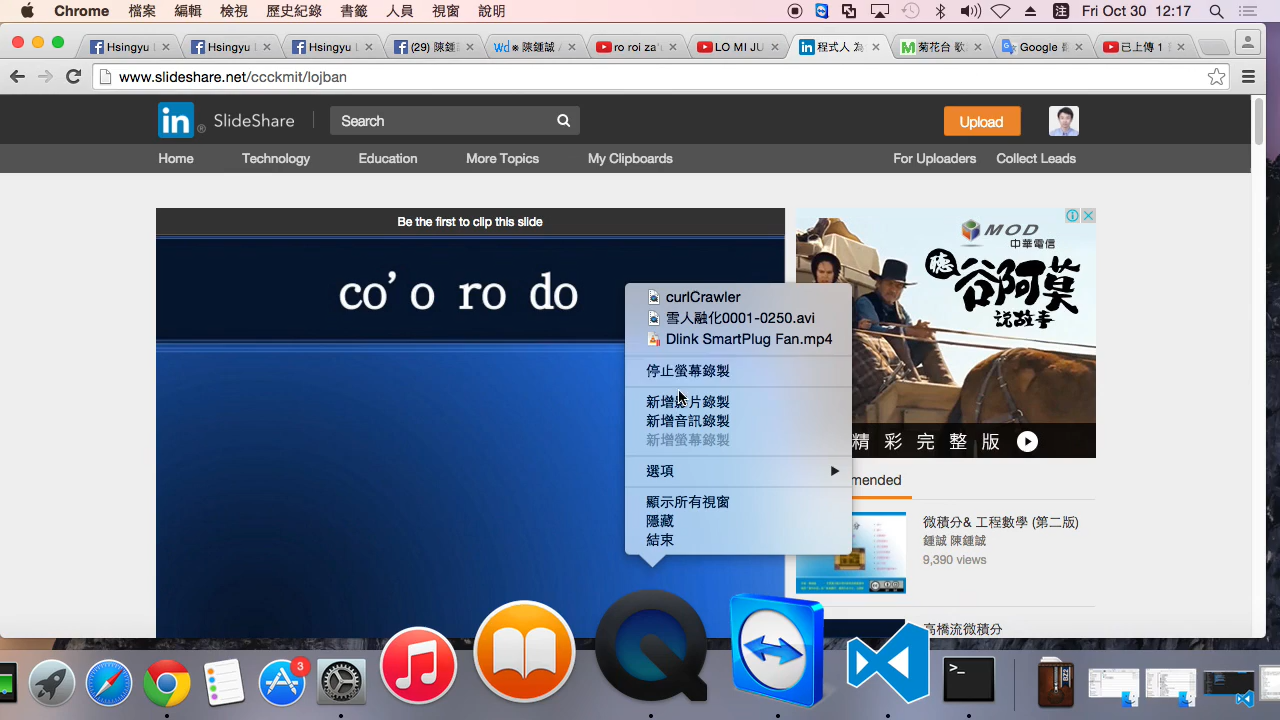 Chrome 檔案 編輯 檢視 歷史紀錄 書籤 人員 視窗 說明 注 Fri Oct 30 12:17
Hsingyu Hsingyu Hsingyu (29) 陳鍾 Wd ※ 陳鍾誠 ro roi za' LO MI JU in 程式人 為 M 菊花台 歌 Google 已上傳 1
www.slideshare.net/ccckmit/lojban
in SlideShare Search Upload
Home Technology Education More Topics My Clipboards For Uploaders Collect Leads
Be the first to clip this slide
co'o ro do
MOD
中華電信
聽 谷阿莫
說故事
精彩完整版
curlCrawler
雪人融化0001-0250.avi
Dlink SmartPlug Fan.mp4
停止螢幕錄製
新增影片錄製
新增音訊錄製
新增螢幕錄製
選項
顯示所有視窗
隱藏
結束
mended
微積分& 工程數學 (第二版)
鍾誠 陳鍾誠
9,390 views
高橋流微積分
3
>_